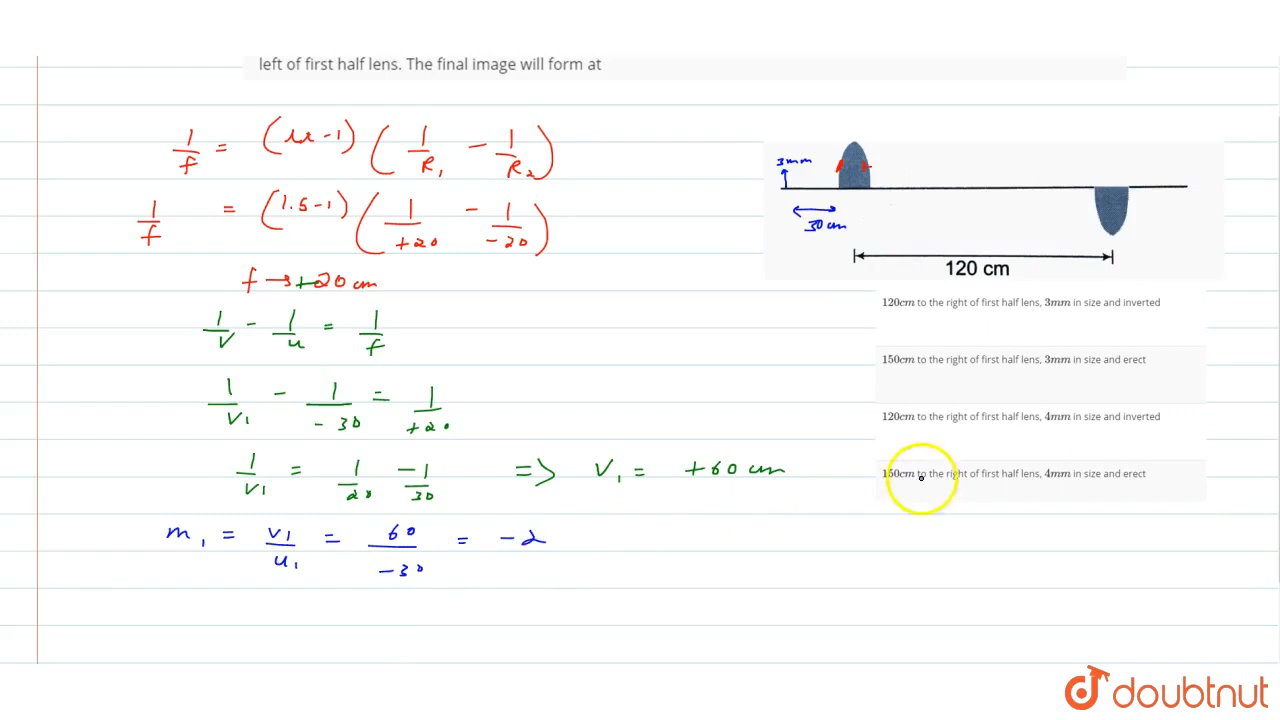 left of first half lens. The final image will form at
1/f = (μ-1) (1/R₁ - 1/R₂)
1/f = (1.5-1) (1/+20 - 1/-20)
f → +20 cm
1/v - 1/u = 1/f
1/v₁ - 1/-30 = 1/+20
1/v₁ = 1/20 - 1/30 => v₁ = +60 cm
m₁ = v₁/u₁ = 60/-30 = -2
3mm
30 cm
120 cm
120cm to the right of first half lens, 3mm in size and inverted
150cm to the right of first half lens, 3mm in size and erect
120cm to the right of first half lens, 4mm in size and inverted
150cm to the right of first half lens, 4mm in size and erect
doubtnut